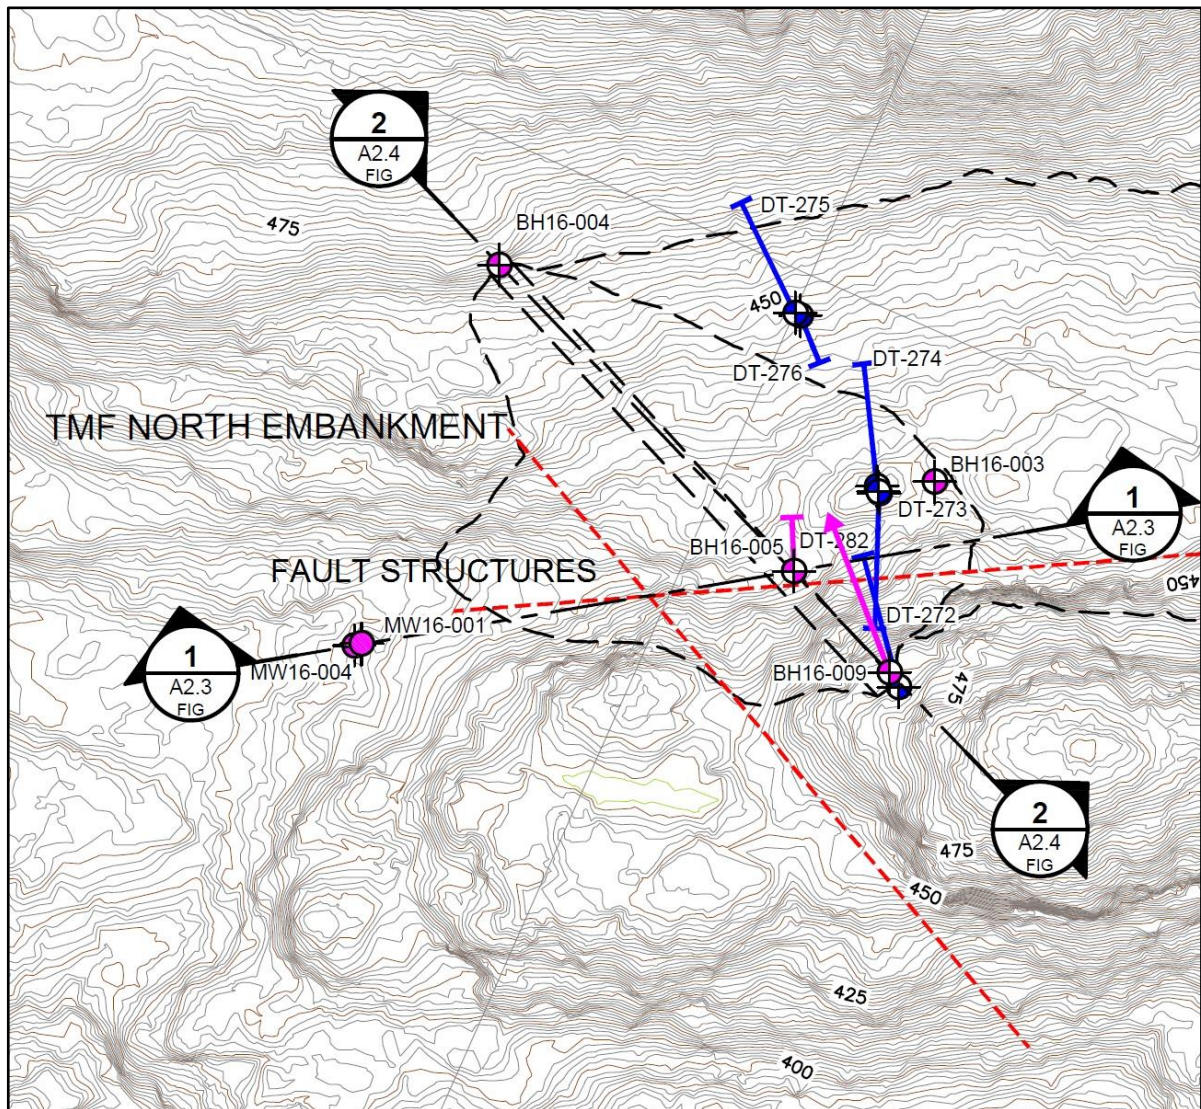 2
A2.4
FIG
475
BH16-004
DT-275
450
DT-276
DT-274
TMF NORTH EMBANKMENT
BH16-003
DT-273
1
A2.3
FIG
BH16-005
DT-282
FAULT STRUCTURES
450
MW16-001
DT-272
1
A2.3
FIG
MW16-004
BH16-009
475
2
A2.4
FIG
475
450
425
400